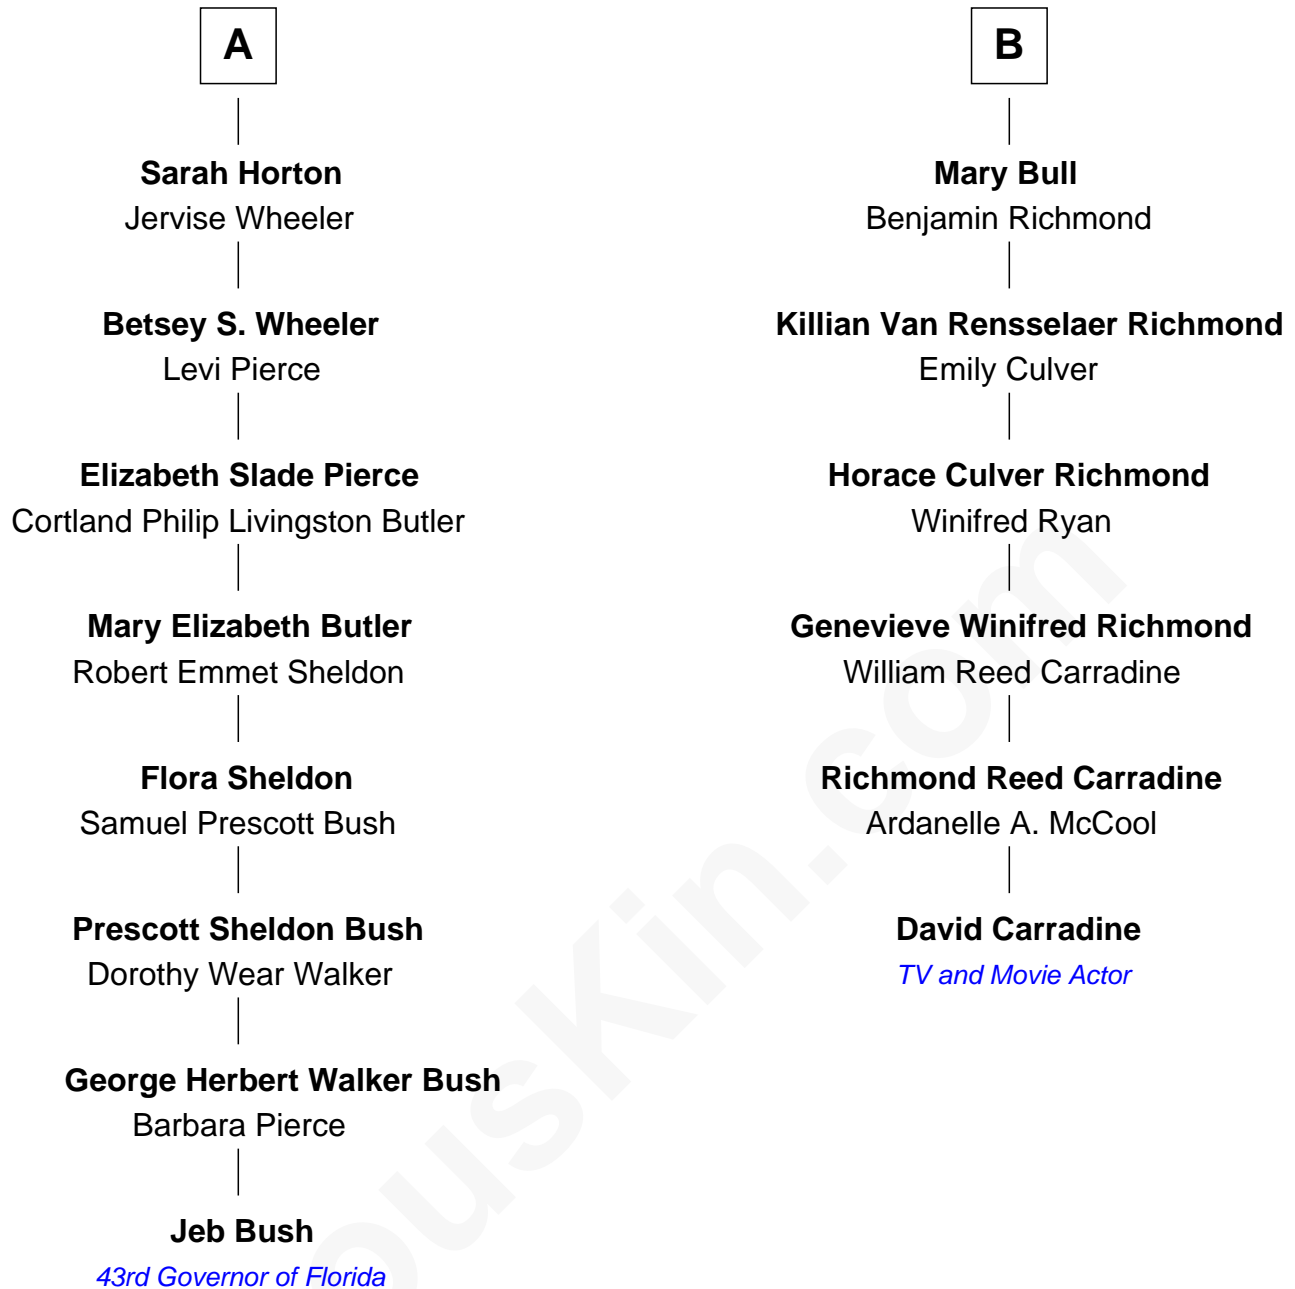 A
Sarah Horton
Jervise Wheeler
Betsey S. Wheeler
Levi Pierce
Elizabeth Slade Pierce
Cortland Philip Livingston Butler
Mary Elizabeth Butler
Robert Emmet Sheldon
Flora Sheldon
Samuel Prescott Bush
Prescott Sheldon Bush
Dorothy Wear Walker
George Herbert Walker Bush
Barbara Pierce
Jeb Bush
43rd Governor of Florida
B
Mary Bull
Benjamin Richmond
Killian Van Rensselaer Richmond
Emily Culver
Horace Culver Richmond
Winifred Ryan
Genevieve Winifred Richmond
William Reed Carradine
Richmond Reed Carradine
Ardanelle A. McCool
David Carradine
TV and Movie Actor
ousKin.com